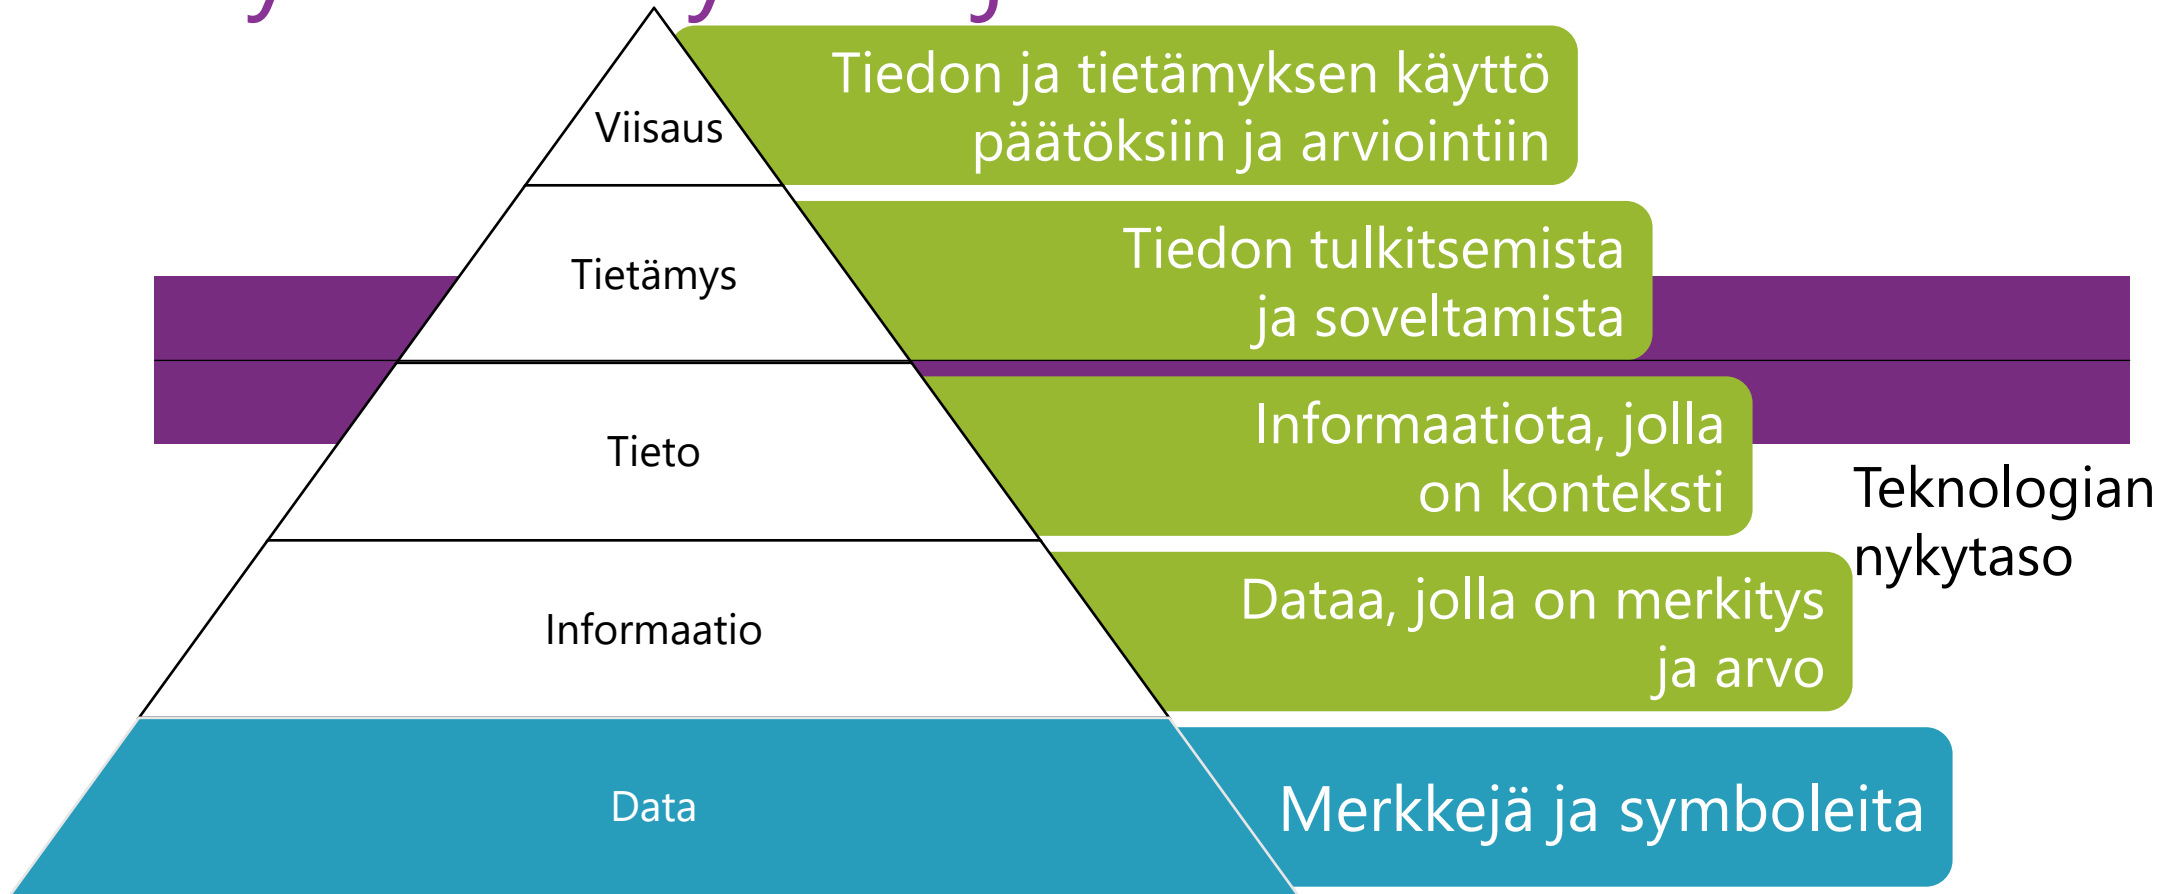 Viisaus
Tiedon ja tietämyksen käyttö
päätöksiin ja arviointiin
Tietämys
Tiedon tulkitsemista
ja soveltamista
Tieto
Informaatiota, jolla
on konteksti
Teknologian
nykytaso
Informaatio
Dataa, jolla on merkitys
ja arvo
Data
Merkkejä ja symboleita